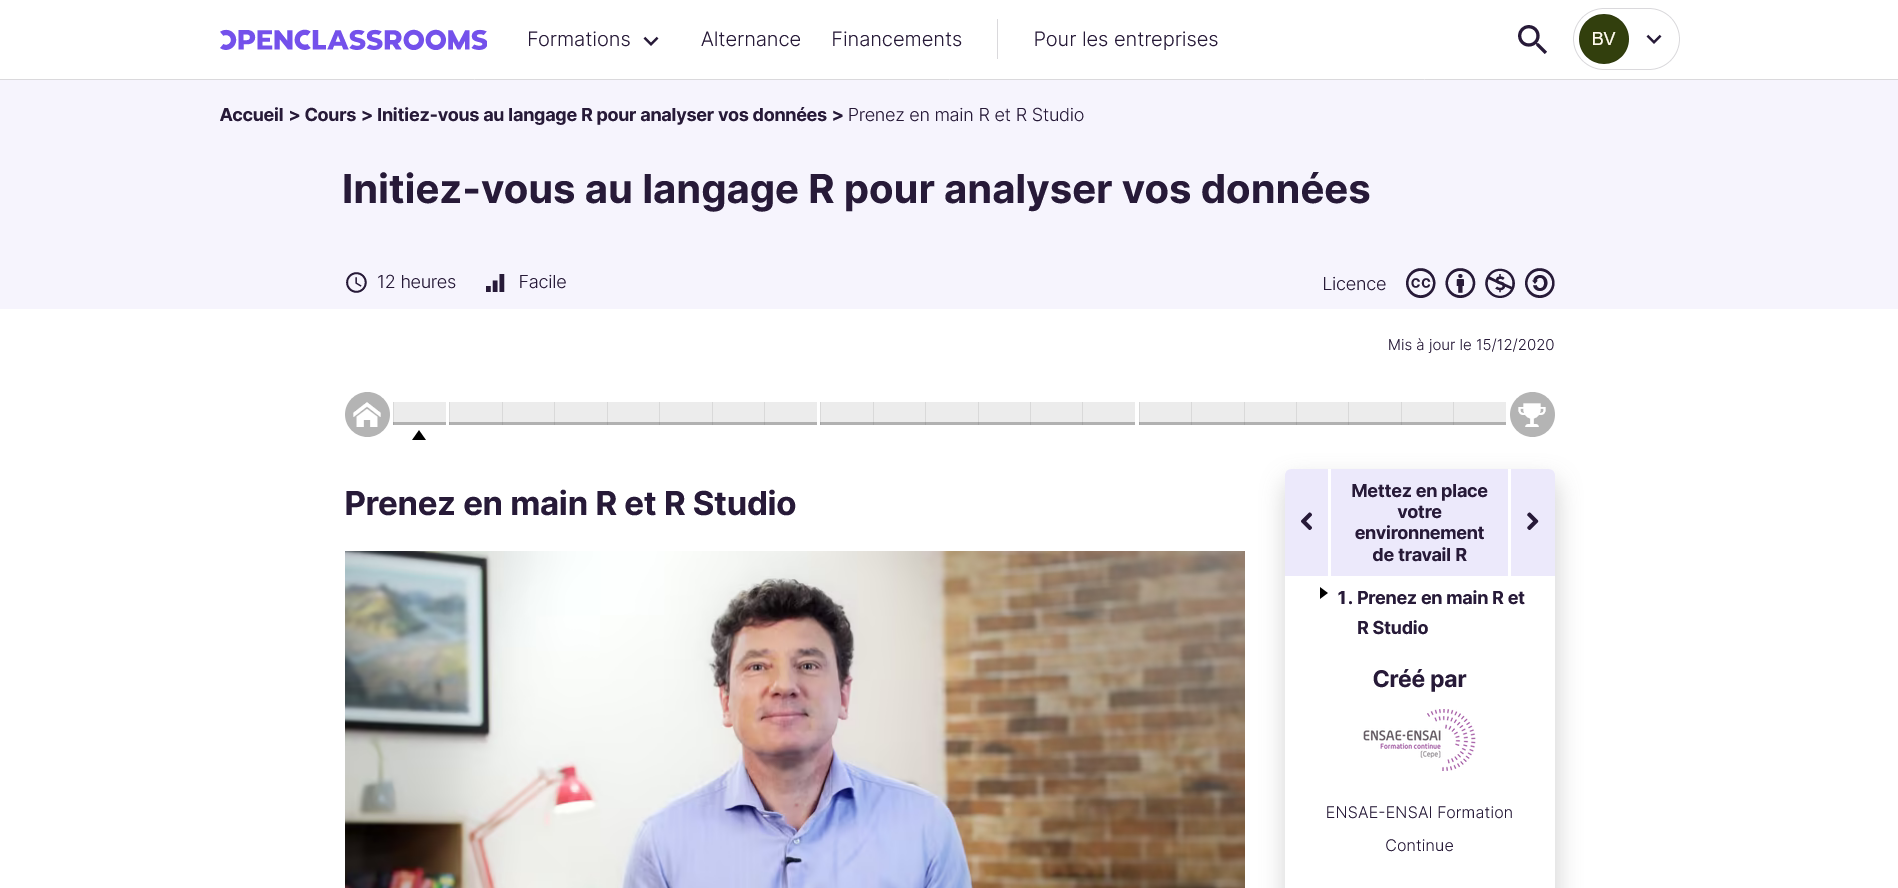 OPENCLASSROOMS Formations Alternance Financements Pour les entreprises BV
Accueil > Cours > Initiez-vous au langage R pour analyser vos données > Prenez en main R et R Studio
Initiez-vous au langage R pour analyser vos données
12 heures Facile Licence
Mis à jour le 15/12/2020
Prenez en main R et R Studio
Mettez en place
votre
environnement
de travail R
1. Prenez en main R et
R Studio
Créé par
ENSAE-ENSAI
Formation continue
[Cepe]
ENSAE-ENSAI Formation
Continue